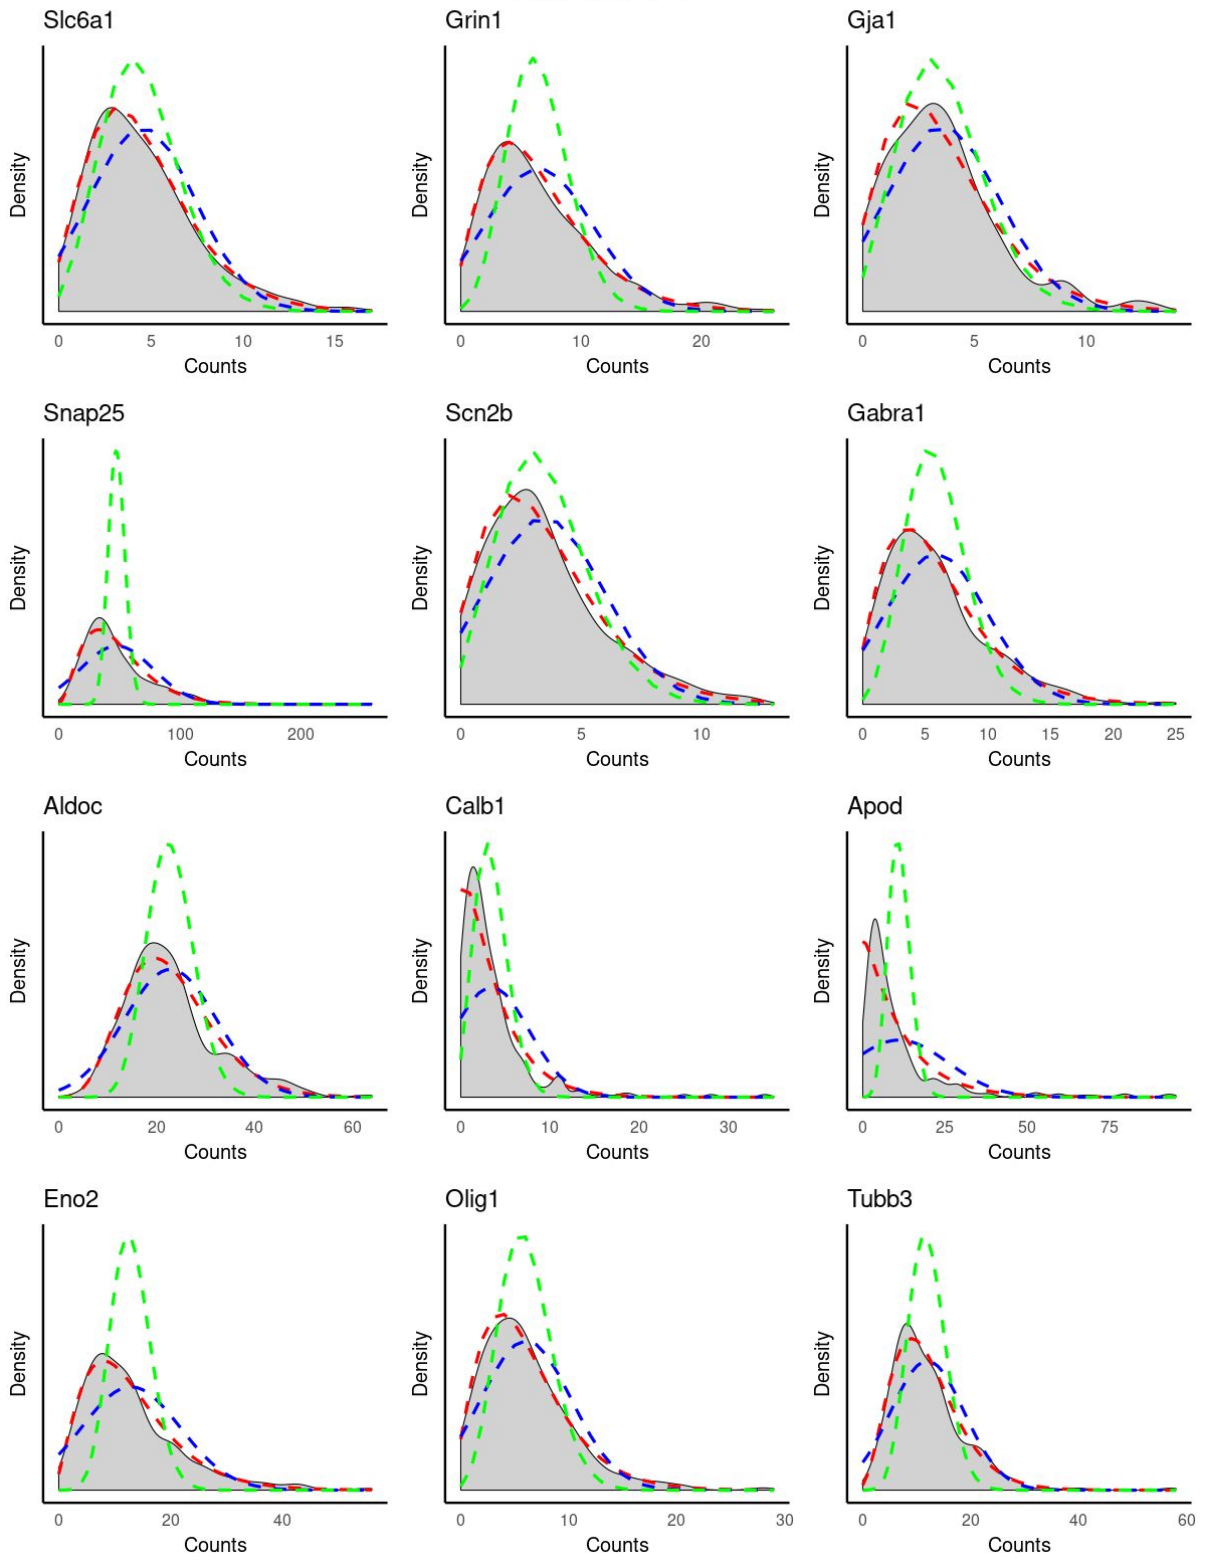 Slc6a1 Grin1 Gja1
Density Density Density
0 5 10 15 0 10 20 0 5 10
Counts Counts Counts
Snap25 Scn2b Gabra1
Density Density Density
0 100 200 0 5 10 0 5 10 15 20 25
Counts Counts Counts
Aldoc Calb1 Apod
Density Density Density
0 20 40 60 0 10 20 30 0 25 50 75
Counts Counts Counts
Eno2 Olig1 Tubb3
Density Density Density
0 20 40 0 10 20 30 0 20 40 60
Counts Counts Counts